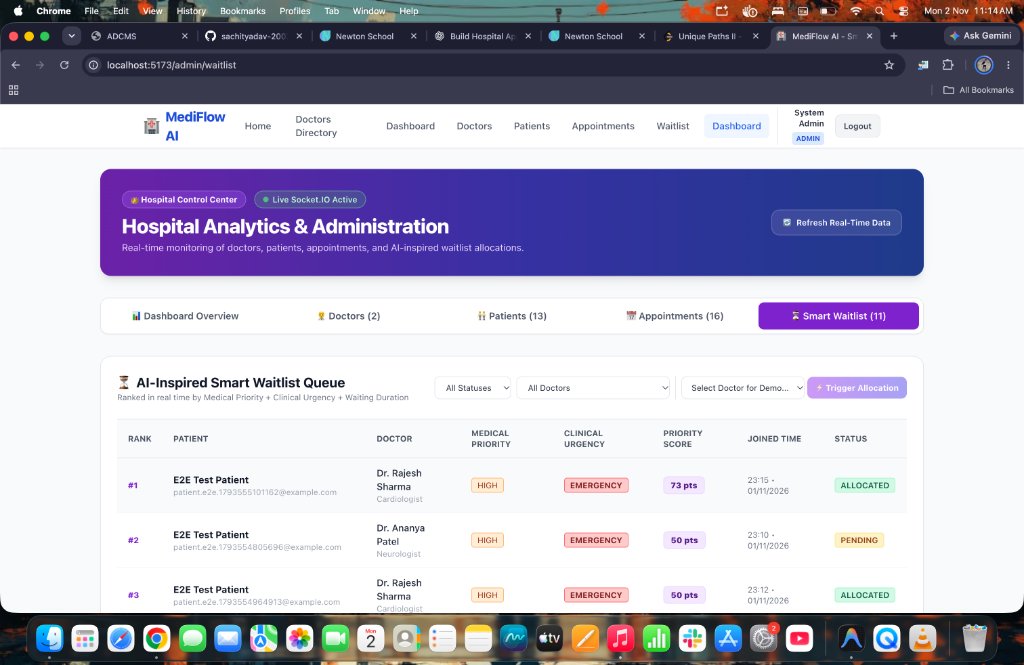 Chrome File Edit View History Bookmarks Profiles Tab Window Help Mon 2 Nov 11:14 AM
ADCMS sachityadav-200 Newton School Build Hospital Ap Newton School Unique Paths II - MediFlow AI - Sm Ask Gemini
localhost:5173/admin/waitlist
All Bookmarks
MediFlow AI
Home
Doctors Directory
Dashboard
Doctors
Patients
Appointments
Waitlist
Dashboard
System Admin
ADMIN
Logout
Hospital Control Center
Live Socket.IO Active
Hospital Analytics & Administration
Real-time monitoring of doctors, patients, appointments, and AI-inspired waitlist allocations.
Refresh Real-Time Data
Dashboard Overview
Doctors (2)
Patients (13)
Appointments (16)
Smart Waitlist (11)
AI-Inspired Smart Waitlist Queue
Ranked in real time by Medical Priority + Clinical Urgency + Waiting Duration
All Statuses
All Doctors
Select Doctor for Demo...
Trigger Allocation
RANK PATIENT DOCTOR MEDICAL PRIORITY CLINICAL URGENCY PRIORITY SCORE JOINED TIME STATUS
#1
E2E Test Patient
patient.e2e.1793555101162@example.com
Dr. Rajesh Sharma
Cardiologist
HIGH
EMERGENCY
73 pts
23:15 •
01/11/2026
ALLOCATED
#2
E2E Test Patient
patient.e2e.1793554805696@example.com
Dr. Ananya Patel
Neurologist
HIGH
EMERGENCY
50 pts
23:10 •
01/11/2026
PENDING
#3
E2E Test Patient
patient.e2e.1793554964913@example.com
Dr. Rajesh Sharma
Cardiologist
HIGH
EMERGENCY
50 pts
23:12 •
01/11/2026
ALLOCATED
Mon
2
tv
2